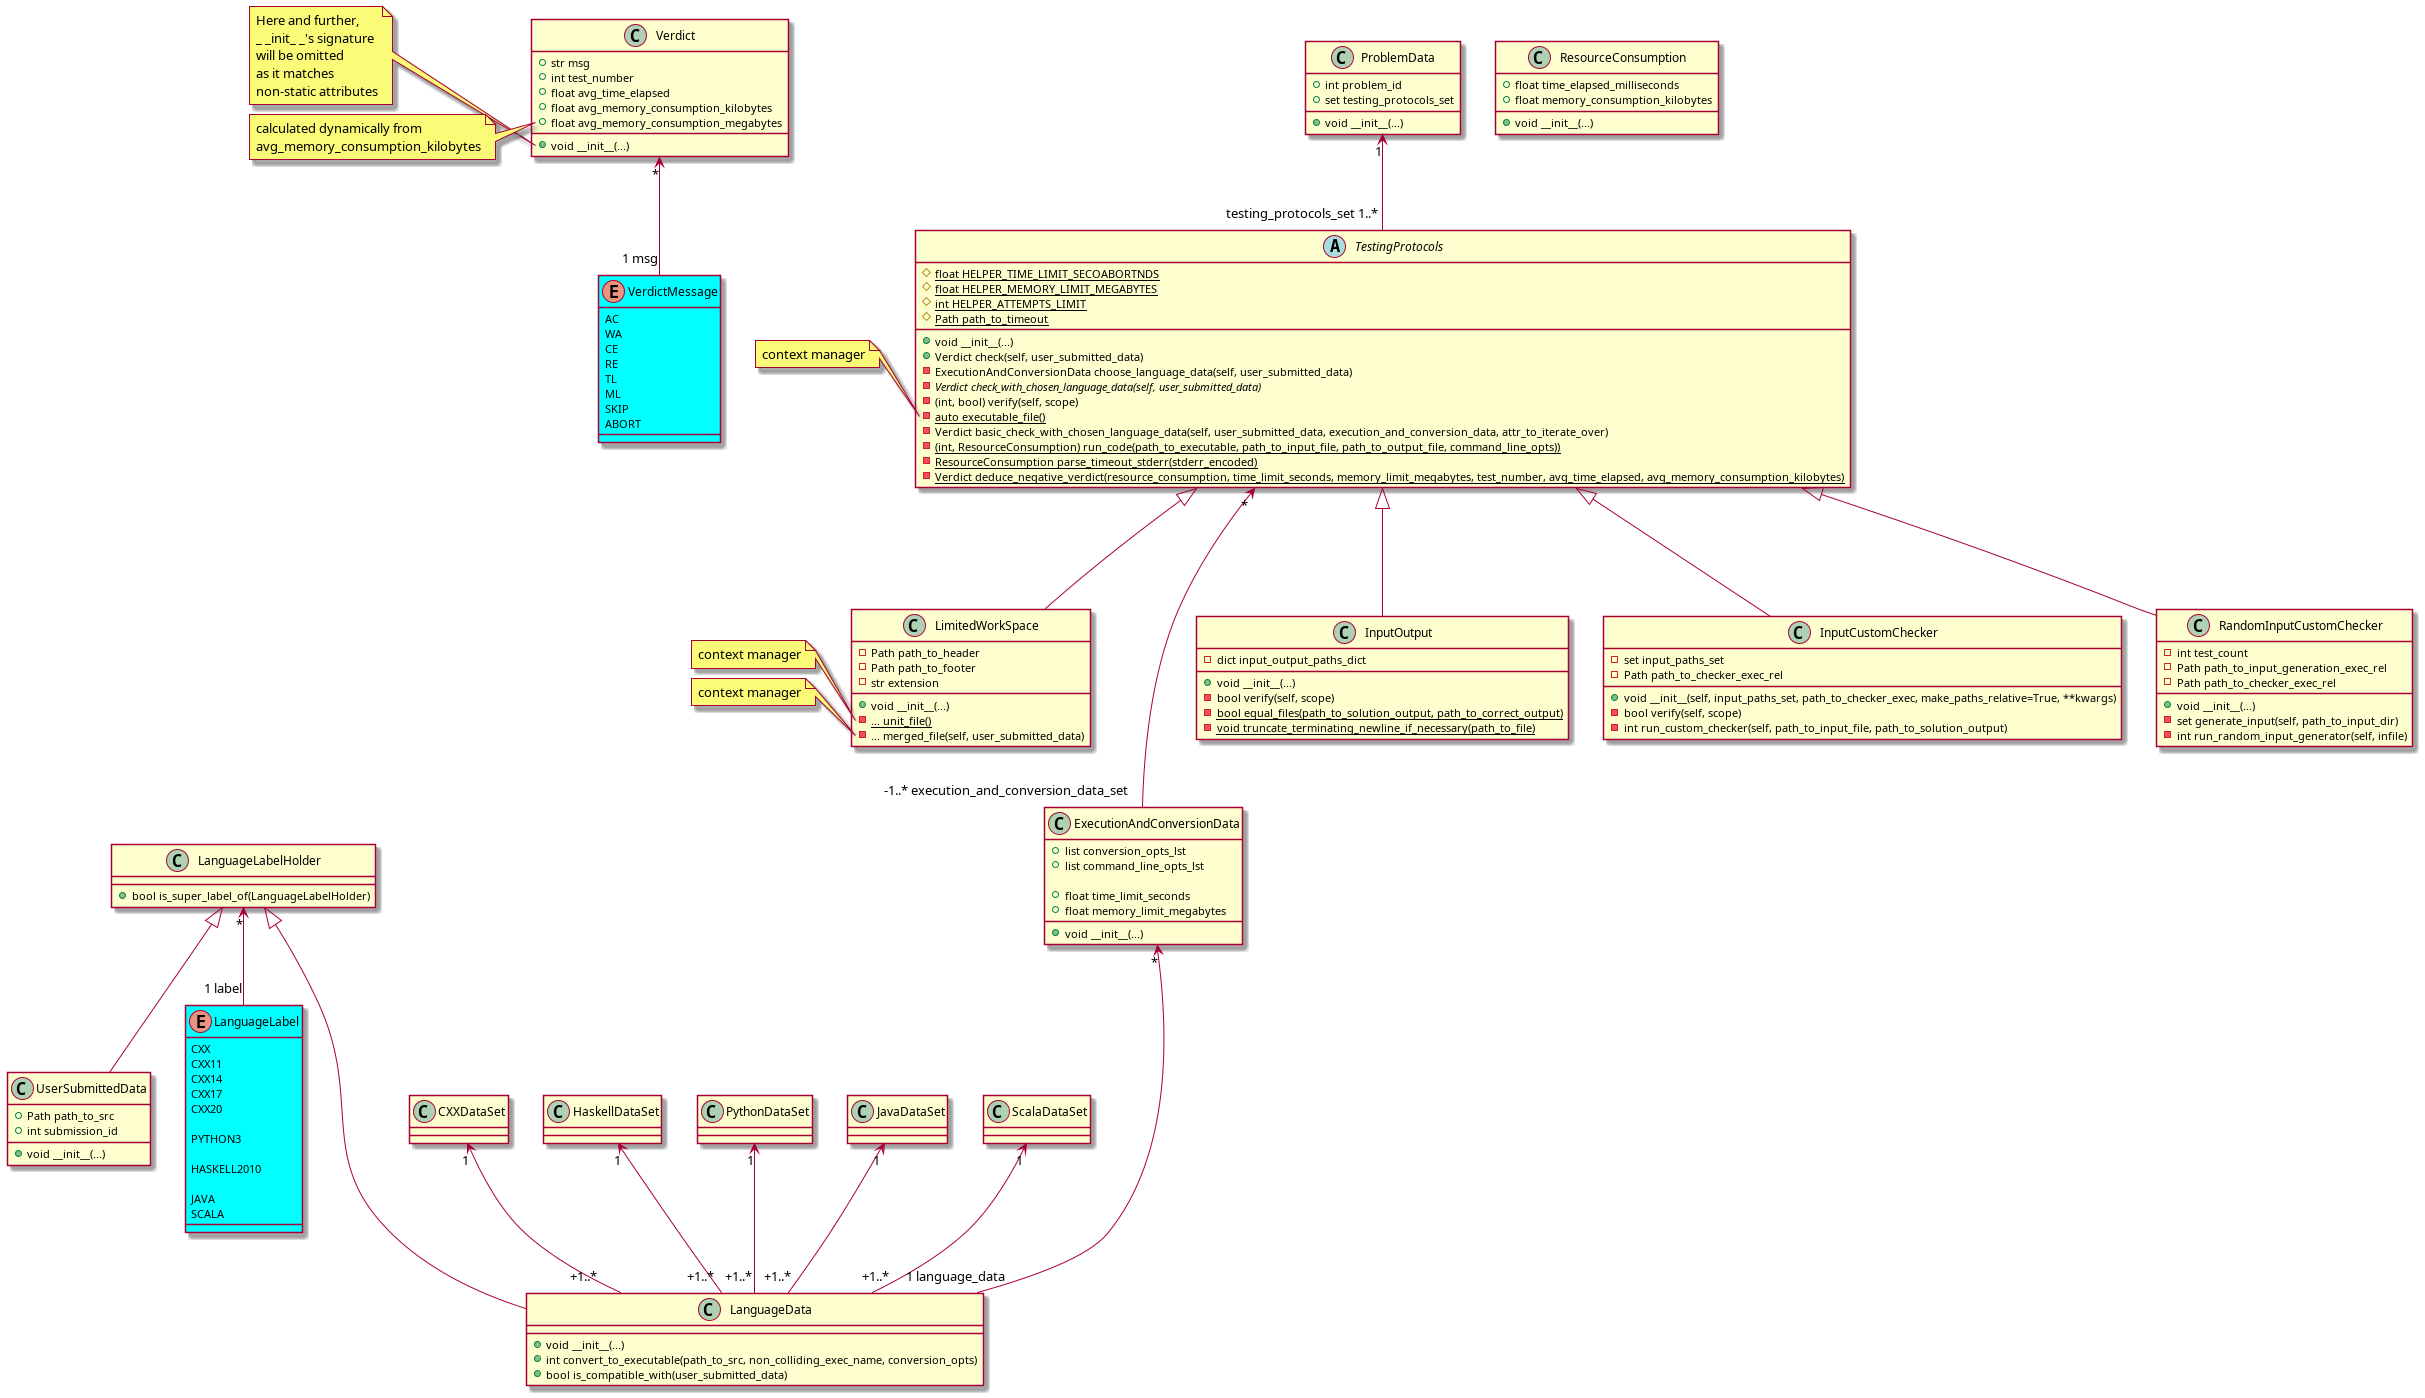 Here and further,
_ _init_ _'s signature
will be omitted
as it matches
non-static attributes
calculated dynamically from
avg_memory_consumption_kilobytes
C Verdict
str msg
int test_number
float avg_time_elapsed
float avg_memory_consumption_kilobytes
float avg_memory_consumption_megabytes
void __init__(...)
*
1 msg
E VerdictMessage
AC
WA
CE
RE
TL
ML
SKIP
ABORT
C ProblemData
int problem_id
set testing_protocols_set
void __init__(...)
1
testing_protocols_set 1..*
C ResourceConsumption
float time_elapsed_milliseconds
float memory_consumption_kilobytes
void __init__(...)
A TestingProtocols
float HELPER_TIME_LIMIT_SECOABORTNDS
float HELPER_MEMORY_LIMIT_MEGABYTES
int HELPER_ATTEMPTS_LIMIT
Path path_to_timeout
void __init__(...)
Verdict check(self, user_submitted_data)
ExecutionAndConversionData choose_language_data(self, user_submitted_data)
Verdict check_with_chosen_language_data(self, user_submitted_data)
(int, bool) verify(self, scope)
auto executable_file()
Verdict basic_check_with_chosen_language_data(self, user_submitted_data, execution_and_conversion_data, attr_to_iterate_over)
(int, ResourceConsumption) run_code(path_to_executable, path_to_input_file, path_to_output_file, command_line_opts))
ResourceConsumption parse_timeout_stderr(stderr_encoded)
Verdict deduce_negative_verdict(resource_consumption, time_limit_seconds, memory_limit_megabytes, test_number, avg_time_elapsed, avg_memory_consumption_kilobytes)
context manager
*
context manager
context manager
C LimitedWorkSpace
Path path_to_header
Path path_to_footer
str extension
void __init__(...)
... unit_file()
... merged_file(self, user_submitted_data)
C InputOutput
dict input_output_paths_dict
void __init__(...)
bool verify(self, scope)
bool equal_files(path_to_solution_output, path_to_correct_output)
void truncate_terminating_newline_if_necessary(path_to_file)
C InputCustomChecker
set input_paths_set
Path path_to_checker_exec_rel
void __init__(self, input_paths_set, path_to_checker_exec, make_paths_relative=True, **kwargs)
bool verify(self, scope)
int run_custom_checker(self, path_to_input_file, path_to_solution_output)
C RandomInputCustomChecker
int test_count
Path path_to_input_generation_exec_rel
Path path_to_checker_exec_rel
void __init__(...)
set generate_input(self, path_to_input_dir)
int run_random_input_generator(self, infile)
-1..* execution_and_conversion_data_set
C ExecutionAndConversionData
list conversion_opts_lst
list command_line_opts_lst
float time_limit_seconds
float memory_limit_megabytes
void __init__(...)
*
C LanguageLabelHolder
bool is_super_label_of(LanguageLabelHolder)
*
1 label
E LanguageLabel
CXX
CXX11
CXX14
CXX17
CXX20
PYTHON3
HASKELL2010
JAVA
SCALA
C UserSubmittedData
Path path_to_src
int submission_id
void __init__(...)
C CXXDataSet
C HaskellDataSet
C PythonDataSet
C JavaDataSet
C ScalaDataSet
1
1
1
1
1
+1..*
+1..*
+1..*
+1..*
+1..*
1 language_data
C LanguageData
void __init__(...)
int convert_to_executable(path_to_src, non_colliding_exec_name, conversion_opts)
bool is_compatible_with(user_submitted_data)